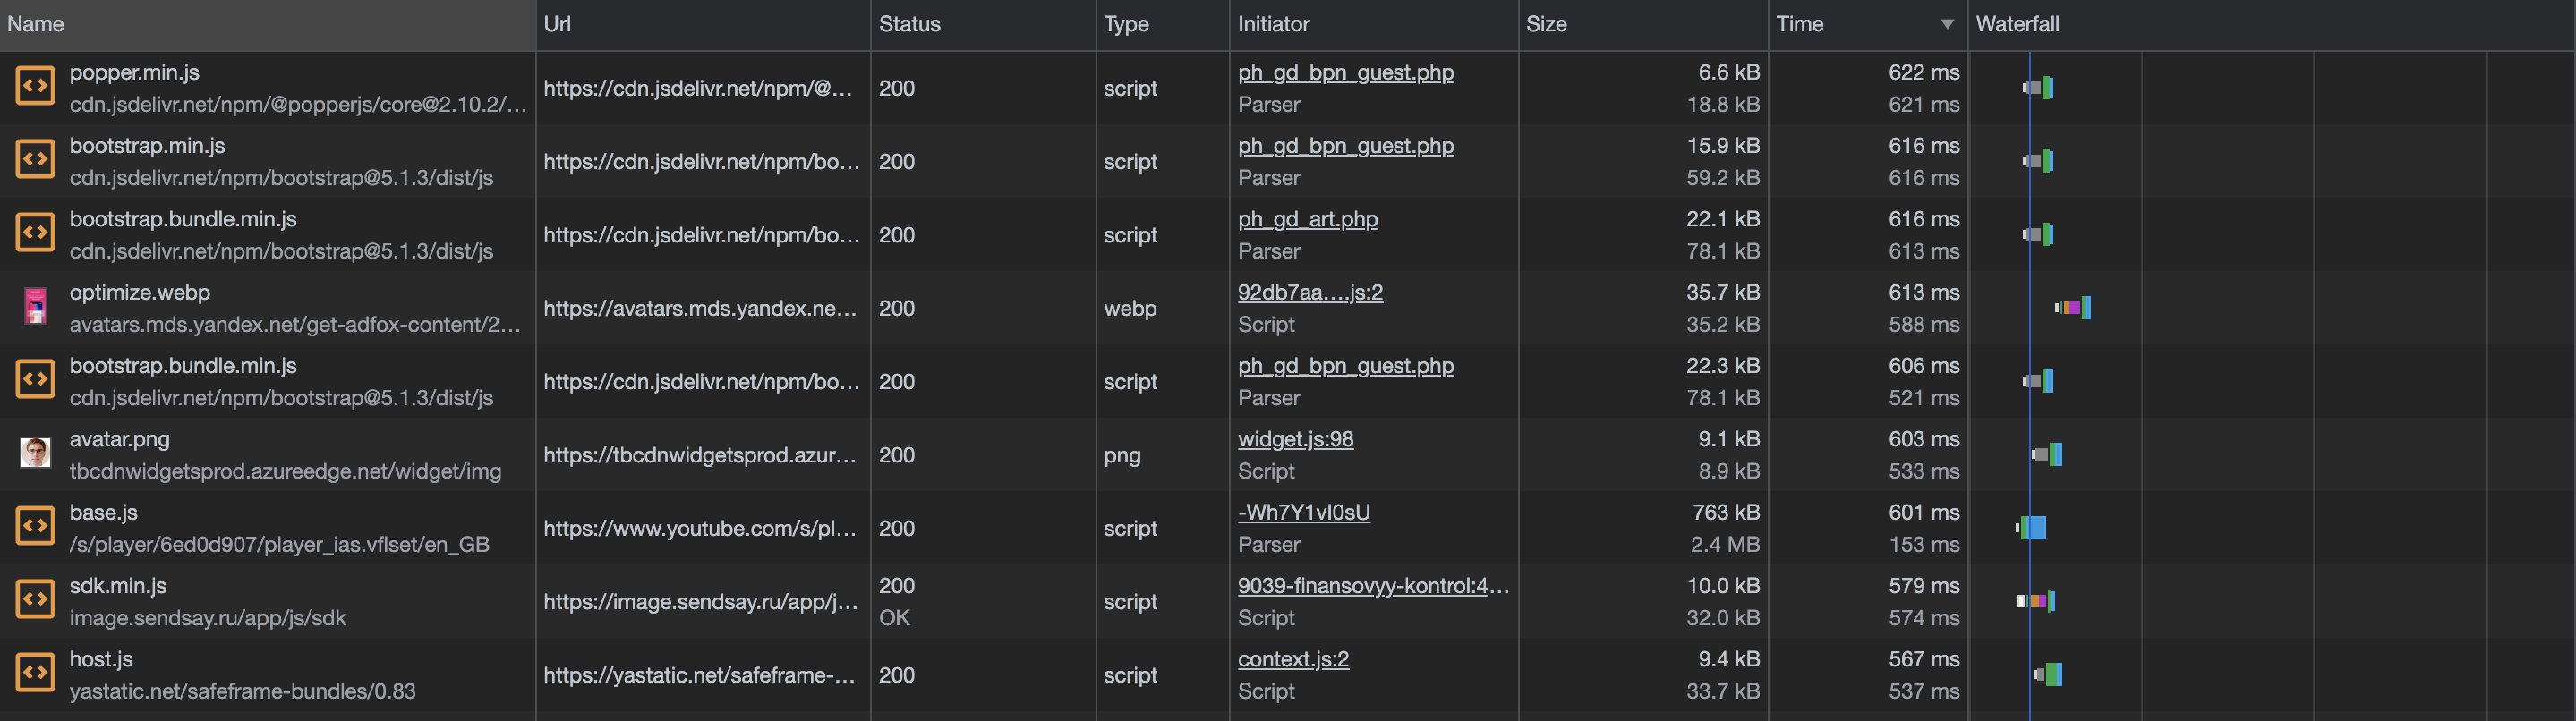 Name Url Status Type Initiator Size Time Waterfall
popper.min.js ph_gd_bpn_guest.php 6.6 kB 622 ms
https://cdn.jsdelivr.net/npm/@... 200 script
cdn.jsdelivr.net/npm/@popperjs/core@2.10.2/... Parser 18.8 kB 621 ms
bootstrap.min.js ph_gd_bpn_guest.php 15.9 kB 616 ms
https://cdn.jsdelivr.net/npm/bo... 200 script
cdn.jsdelivr.net/npm/bootstrap@5.1.3/dist/js Parser 59.2 kB 616 ms
bootstrap.bundle.min.js ph_gd_art.php 22.1 kB 616 ms
https://cdn.jsdelivr.net/npm/bo... 200 script
cdn.jsdelivr.net/npm/bootstrap@5.1.3/dist/js Parser 78.1 kB 613 ms
optimize.webp 92db7aa....js:2 35.7 kB 613 ms
https://avatars.mds.yandex.ne... 200 webp
avatars.mds.yandex.net/get-adfox-content/2... Script 35.2 kB 588 ms
bootstrap.bundle.min.js ph_gd_bpn_guest.php 22.3 kB 606 ms
https://cdn.jsdelivr.net/npm/bo... 200 script
cdn.jsdelivr.net/npm/bootstrap@5.1.3/dist/js Parser 78.1 kB 521 ms
avatar.png widget.js:98 9.1 kB 603 ms
https://tbcdnwidgetsprod.azur... 200 png
tbcdnwidgetsprod.azureedge.net/widget/img Script 8.9 kB 533 ms
base.js -Wh7Y1vI0sU 763 kB 601 ms
https://www.youtube.com/s/pl... 200 script
/s/player/6ed0d907/player_ias.vflset/en_GB Parser 2.4 MB 153 ms
sdk.min.js 200 9039-finansovyy-kontrol:4... 10.0 kB 579 ms
https://image.sendsay.ru/app/j... script
image.sendsay.ru/app/js/sdk OK Script 32.0 kB 574 ms
host.js context.js:2 9.4 kB 567 ms
https://yastatic.net/safeframe-... 200 script
yastatic.net/safeframe-bundles/0.83 Script 33.7 kB 537 ms